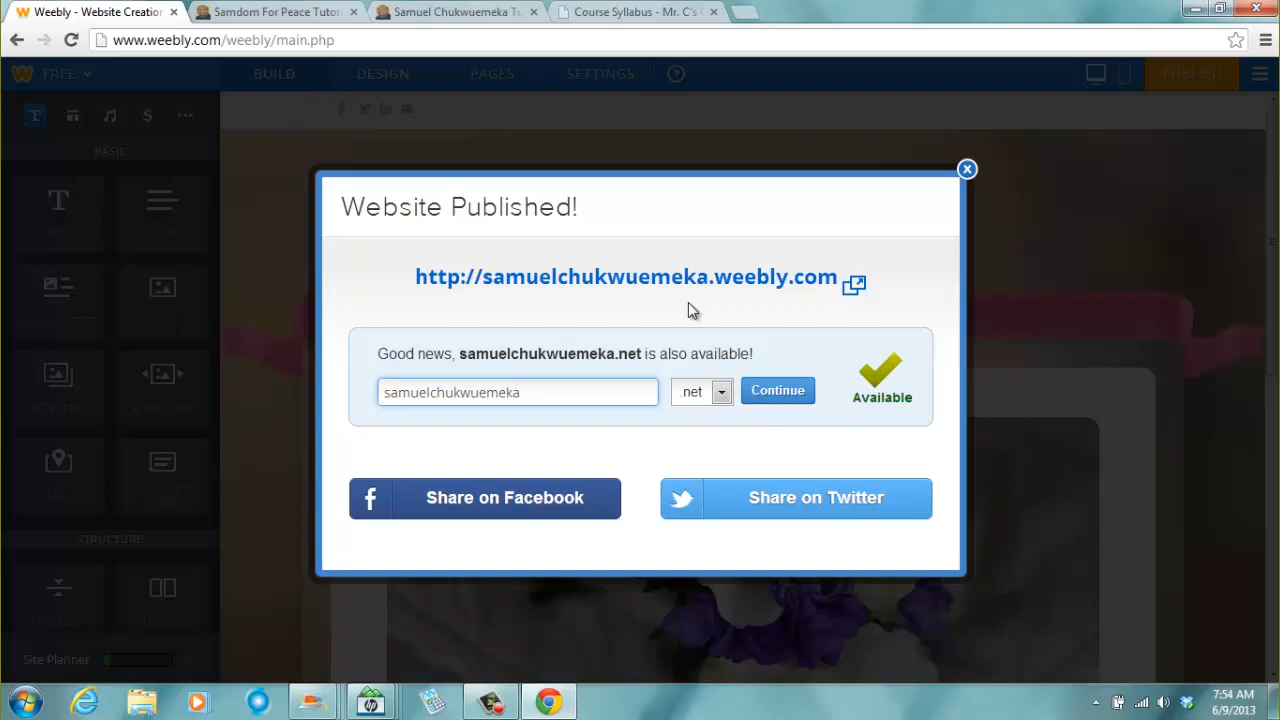 Weebly - Website Creation
Samdom For Peace Tutori
Samuel Chukwuemeka Tu
Course Syllabus - Mr. C's
www.weebly.com/weebly/main.php
FREE BUILD DESIGN PAGES SETTINGS ? PUBLISH
BASIC
Website Published!
http://samuelchukwuemeka.weebly.com
Good news, samuelchukwuemeka.net is also available!
samuelchukwuemeka .net Continue
Available
Share on Facebook
Share on Twitter
STRUCTURE
Site Planner
7:54 AM
6/9/2013